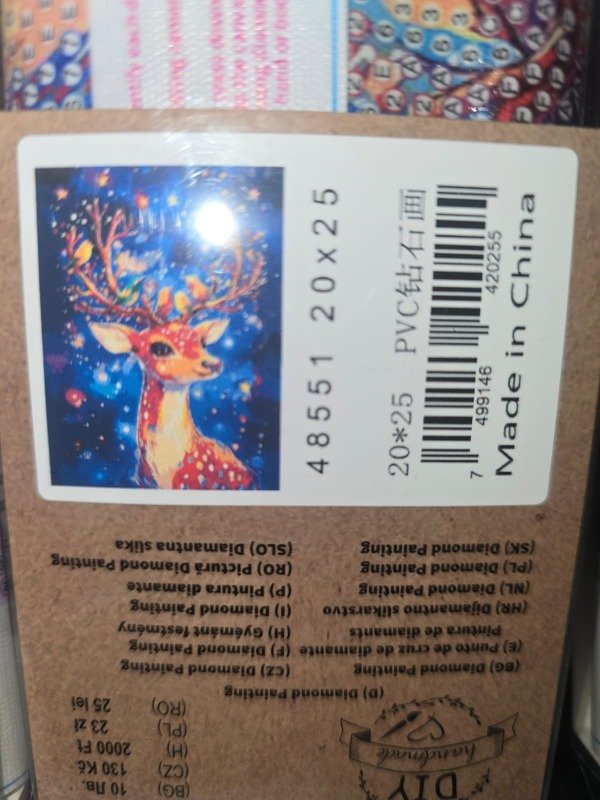 DIY
handmade
(BG) 10 Лв.
(CZ) 130 Kč
(H) 2000 Ft
(PL) 23 zł
(RO) 25 lei
(D) Diamond Painting
(BG) Diamond Painting
(E) Punto de cruz de diamante
Pintura de diamants
(HR) Dijamantno slikarstvo
(NL) Diamond Painting
(PL) Diamond Painting
(SK) Diamond Painting
(CZ) Diamond Painting
(F) Diamond Painting
(H) Gyémánt festmény
(I) Diamond Painting
(P) Pintura diamante
(RO) Pictură Diamond Painting
(SLO) Diamantna slika
48551 20x25
20*25 PVC钻石画
7 499146 420255
Made in China